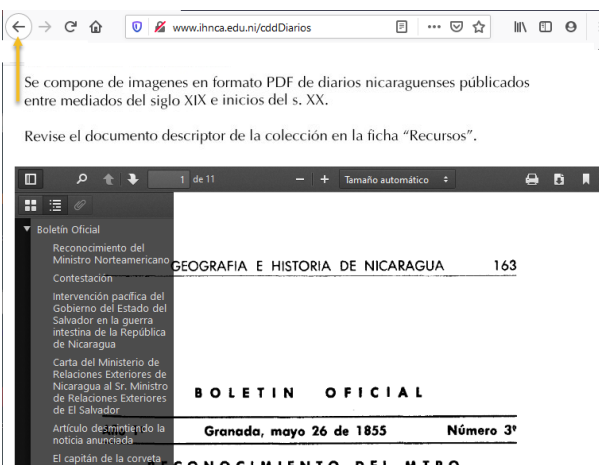 www.ihnca.edu.ni/cddDiarios
Se compone de imagenes en formato PDF de diarios nicaraguenses públicados
entre mediados del siglo XIX e inicios del s. XX.
Revise el documento descriptor de la colección en la ficha “Recursos”.
1 de 11
Tamaño automático
Boletín Oficial
Reconocimiento del
Ministro Norteamericano
Contestación
Intervención pacífica del
Gobierno del Estado del
Salvador en la guerra
intestina de la República
de Nicaragua
Carta del Ministerio de
Relaciones Exteriores de
Nicaragua al Sr. Ministro
de Relaciones Exteriores
de El Salvador
Artículo desmintiendo la
noticia anunciada
El capitán de la corveta
GEOGRAFIA E HISTORIA DE NICARAGUA 163
BOLETIN OFICIAL
Granada, mayo 26 de 1855 Número 3º
RECONOCIMIENTO DEL MTRO